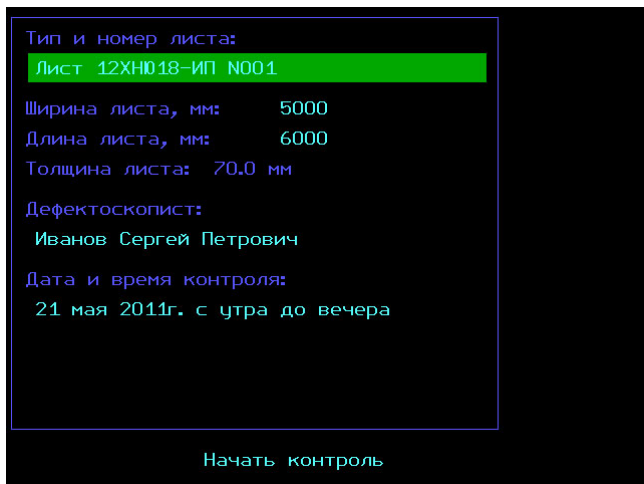 Тип и номер листа:
Лист 12ХНЮ18-ИП N001
Ширина листа, мм: 5000
Длина листа, мм: 6000
Толщина листа: 70.0 мм
Дефектоскопист:
Иванов Сергей Петрович
Дата и время контроля:
21 мая 2011г. с утра до вечера
Начать контроль